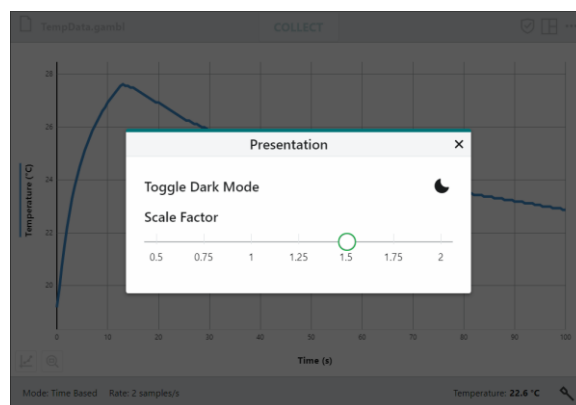 TempData.gambl
COLLECT
Presentation
Toggle Dark Mode
Scale Factor
0.5 0.75 1 1.25 1.5 1.75 2
Temperature (°C)
28
26
24
22
20
0 10 20 30 40 50 60 70 80 90 100
Time (s)
Mode: Time Based Rate: 2 samples/s Temperature: 22.6 °C